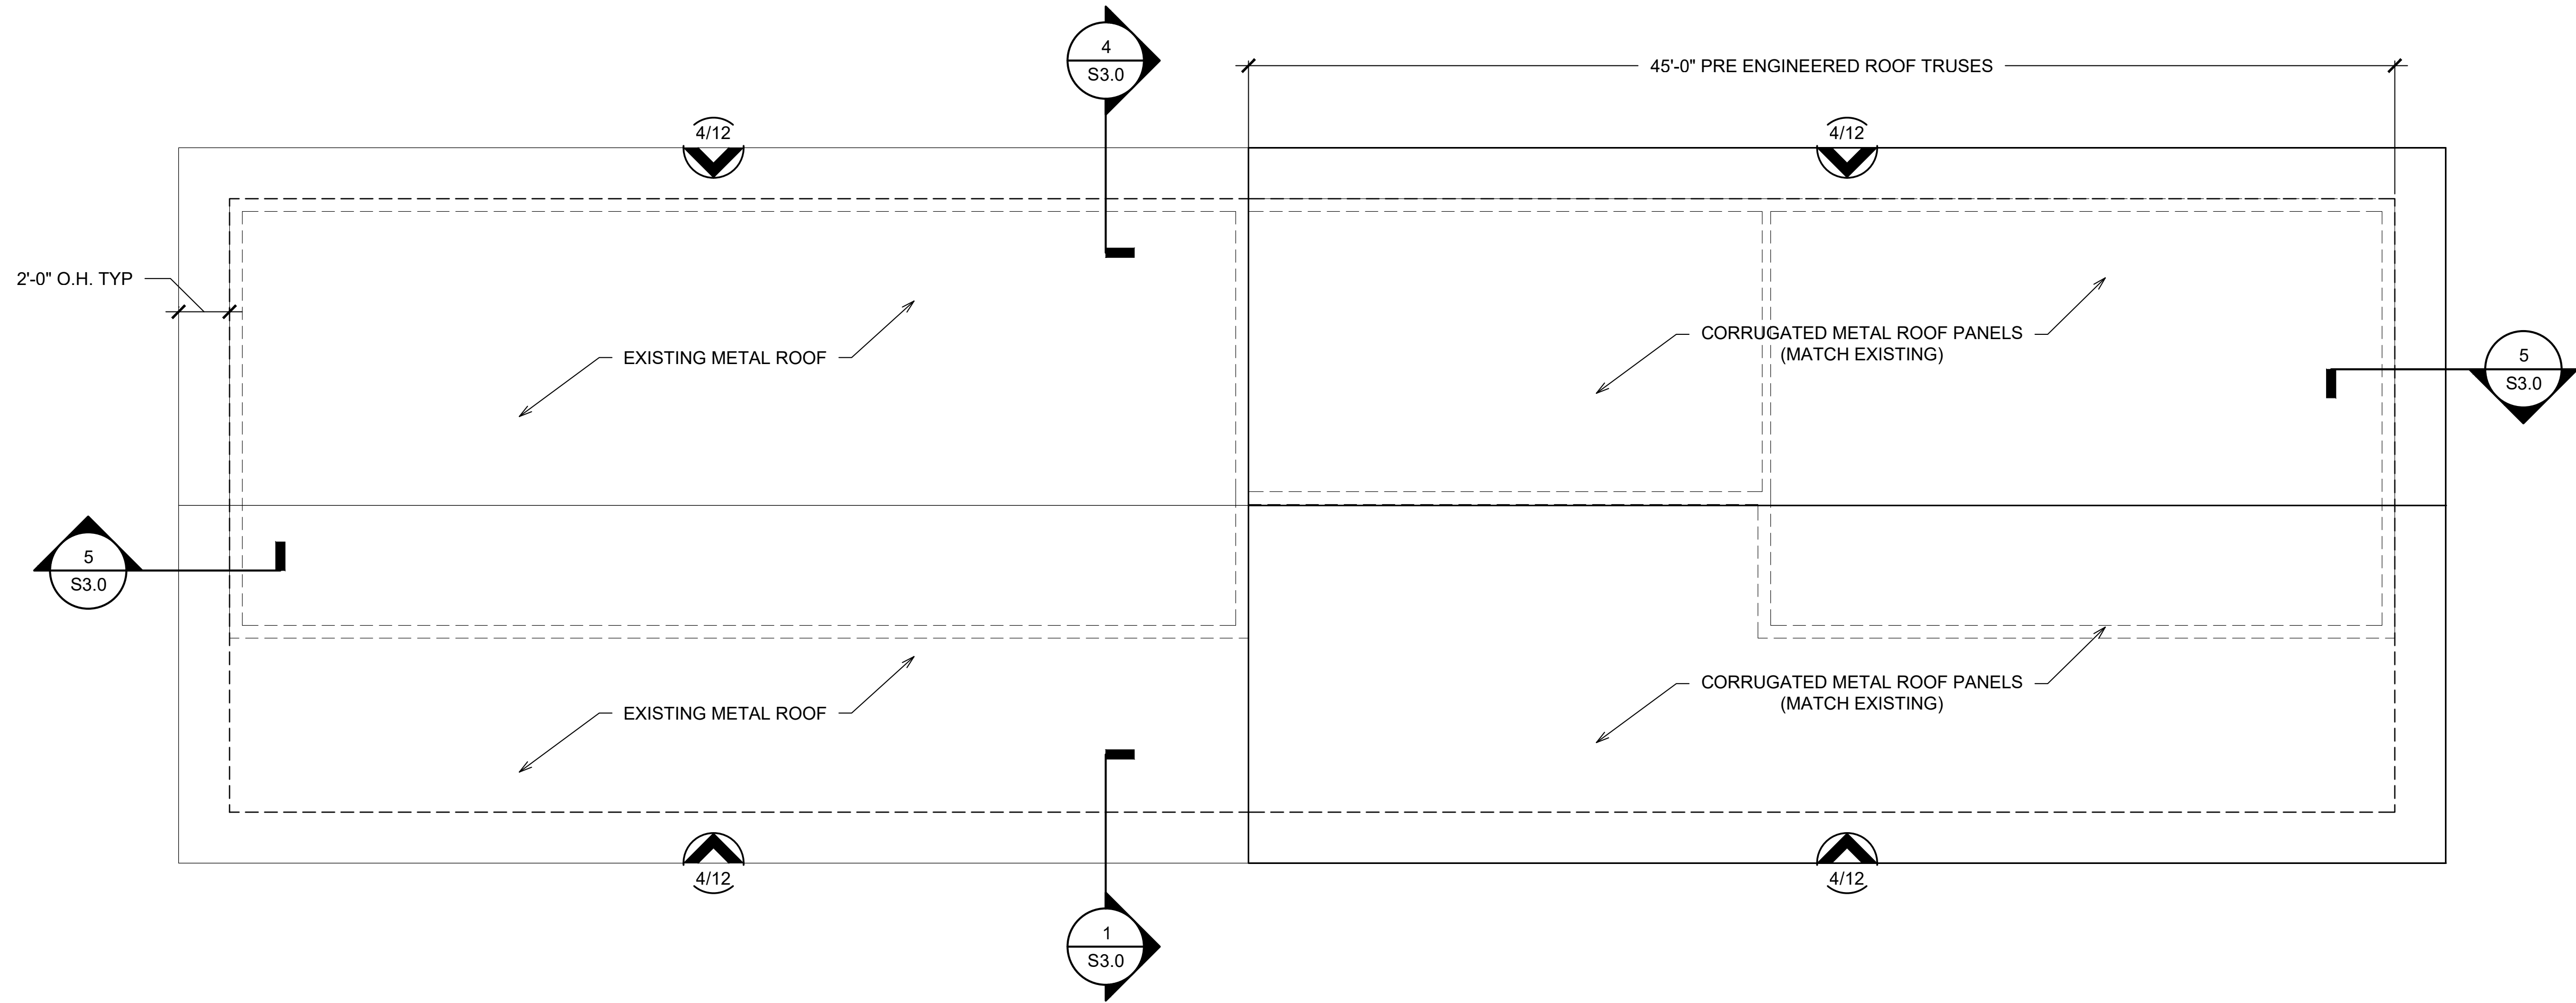 4
S3.0
45'-0" PRE ENGINEERED ROOF TRUSES
4/12
4/12
2'-0" O.H. TYP
EXISTING METAL ROOF
CORRUGATED METAL ROOF PANELS
(MATCH EXISTING)
5
S3.0
5
S3.0
EXISTING METAL ROOF
CORRUGATED METAL ROOF PANELS
(MATCH EXISTING)
4/12
4/12
1
S3.0